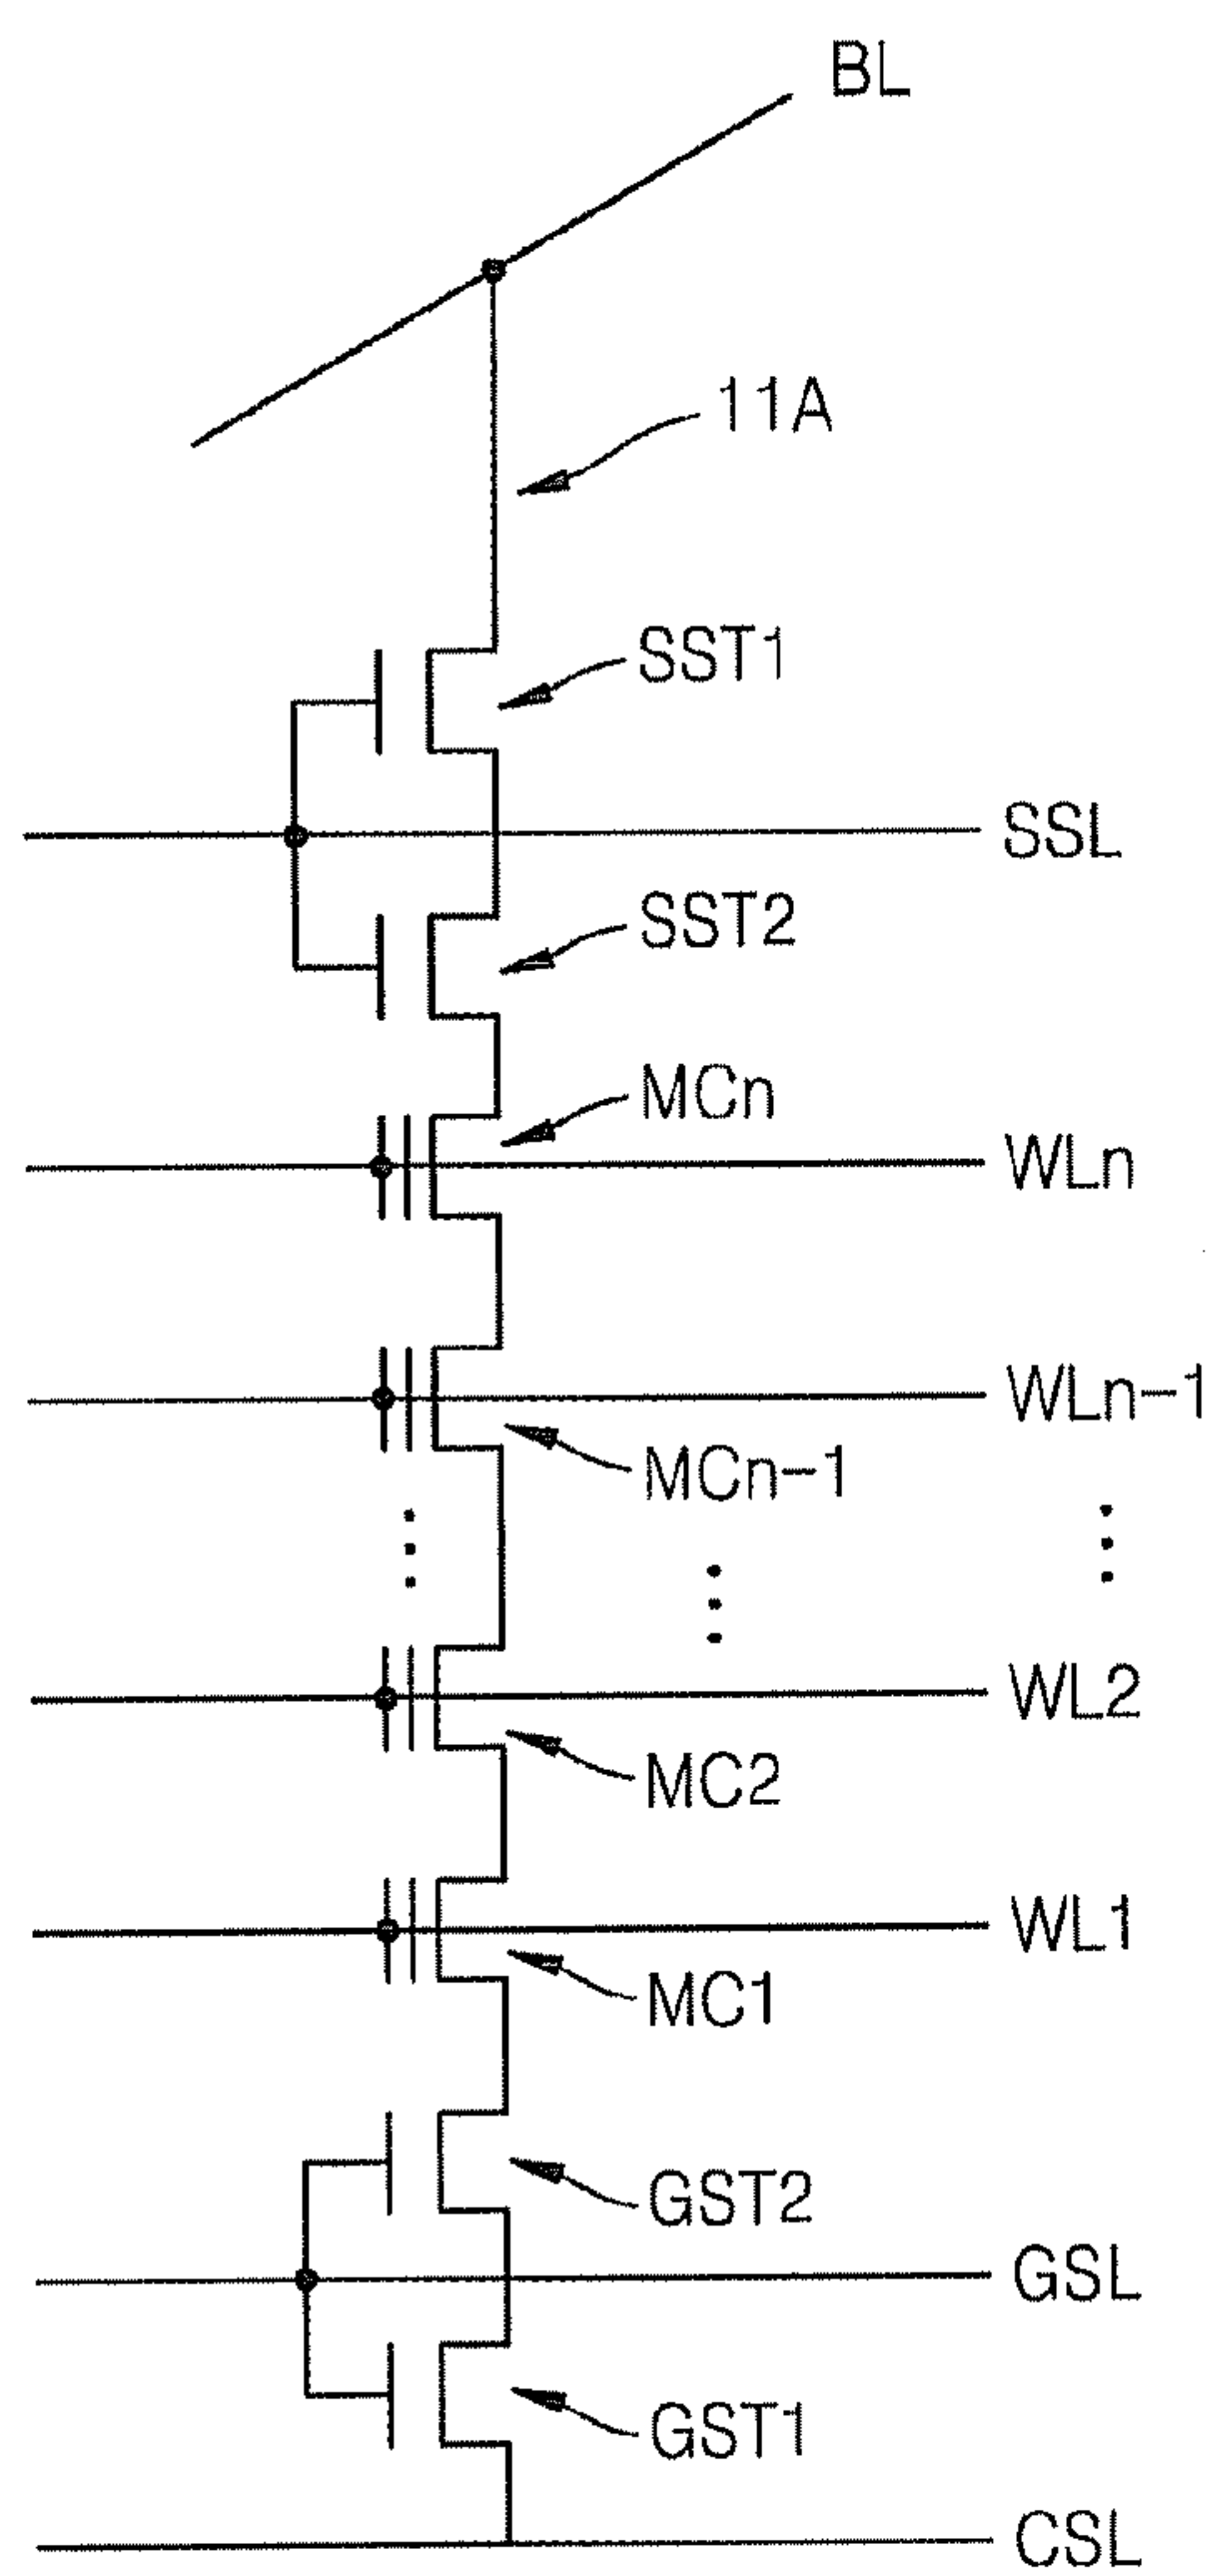 BL
11A
SST1
SSL
SST2
MCn
WLn
WLn-1
MCn-1
WL2
MC2
WL1
MC1
GST2
GSL
GST1
CSL